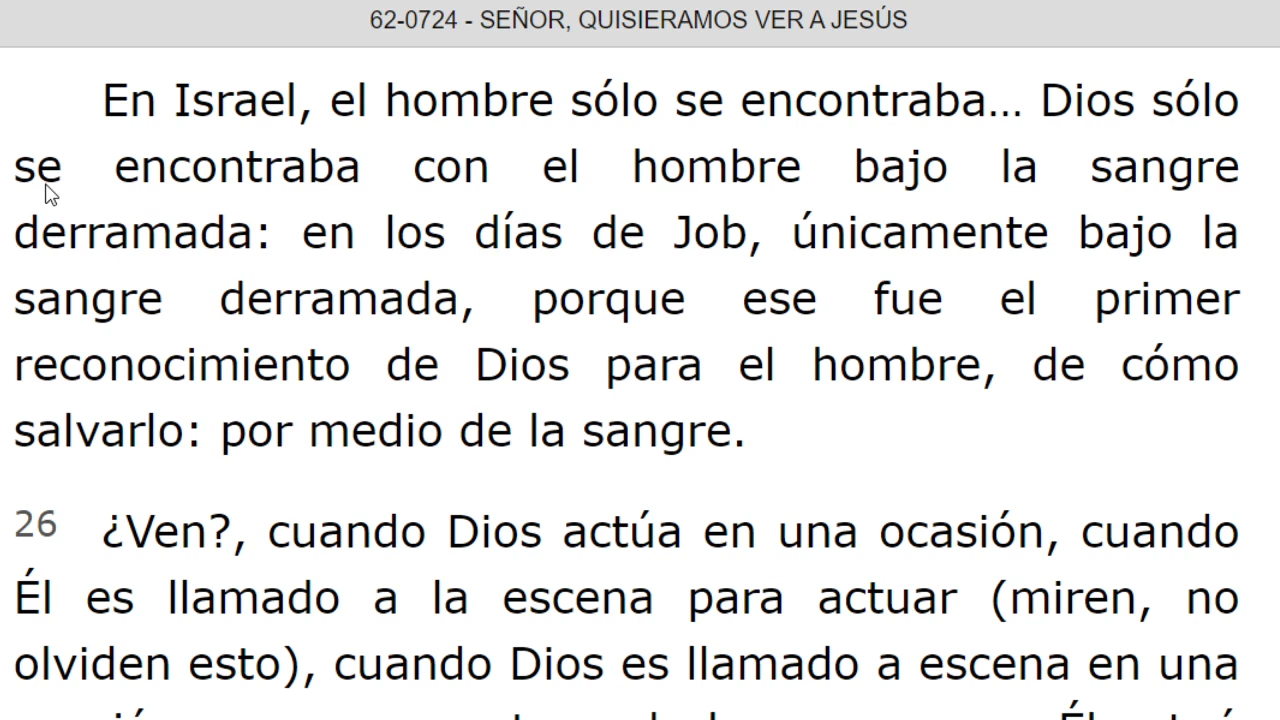 62-0724 - SEÑOR, QUISIERAMOS VER A JESÚS
En Israel, el hombre sólo se encontraba... Dios sólo
se encontraba con el hombre bajo la sangre
derramada: en los días de Job, únicamente bajo la
sangre derramada, porque ese fue el primer
reconocimiento de Dios para el hombre, de cómo
salvarlo: por medio de la sangre.
26 ¿Ven?, cuando Dios actúa en una ocasión, cuando
Él es llamado a la escena para actuar (miren, no
olviden esto), cuando Dios es llamado a escena en una